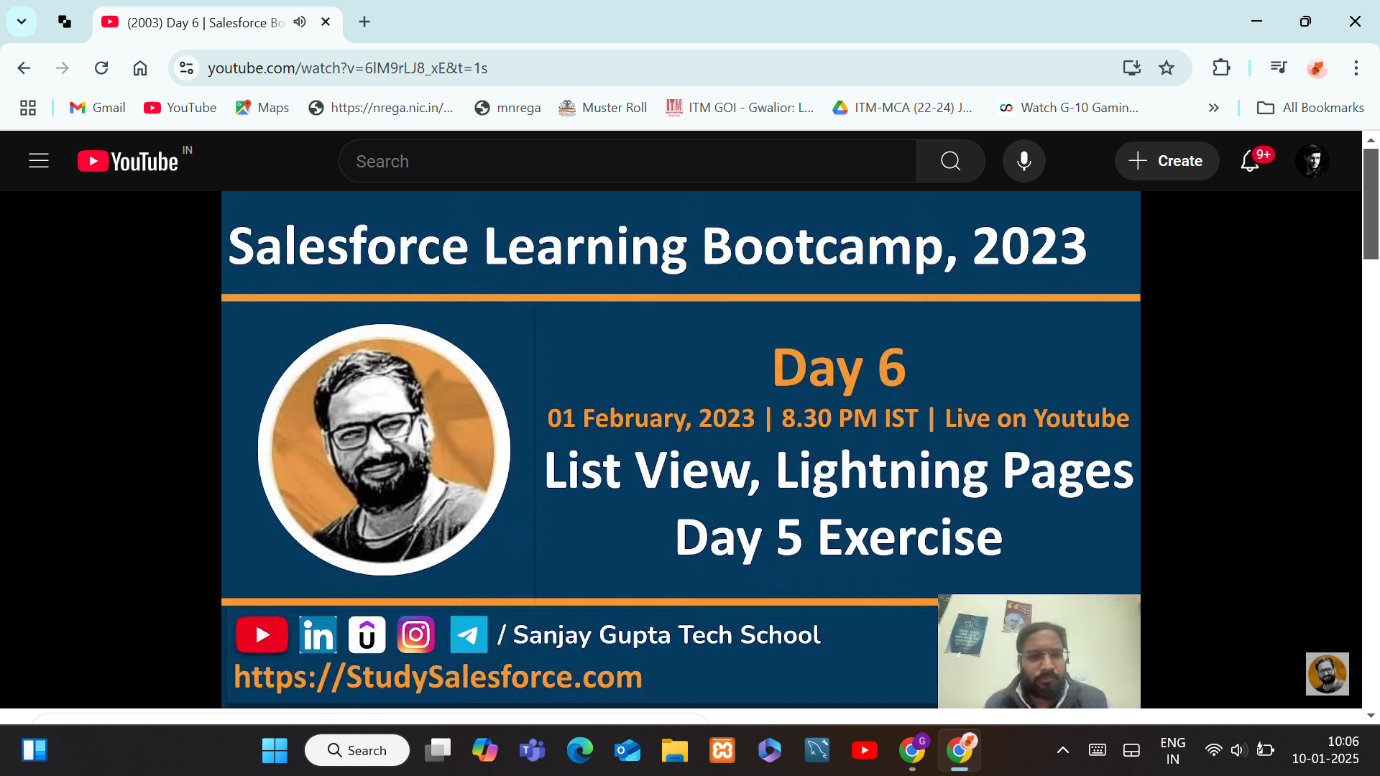 (2003) Day 6 | Salesforce Bo
youtube.com/watch?v=6lM9rLJ8_xE&t=1s
Gmail
YouTube
Maps
https://nrega.nic.in/...
mnrega
Muster Roll
ITM GOI - Gwalior: L...
ITM-MCA (22-24) J...
Watch G-10 Gamin...
All Bookmarks
YouTube IN
Search
Create
9+
Salesforce Learning Bootcamp, 2023
Day 6
01 February, 2023 | 8.30 PM IST | Live on Youtube
List View, Lightning Pages
Day 5 Exercise
/ Sanjay Gupta Tech School
https://StudySalesforce.com
Search
ENG
IN
10:06
10-01-2025